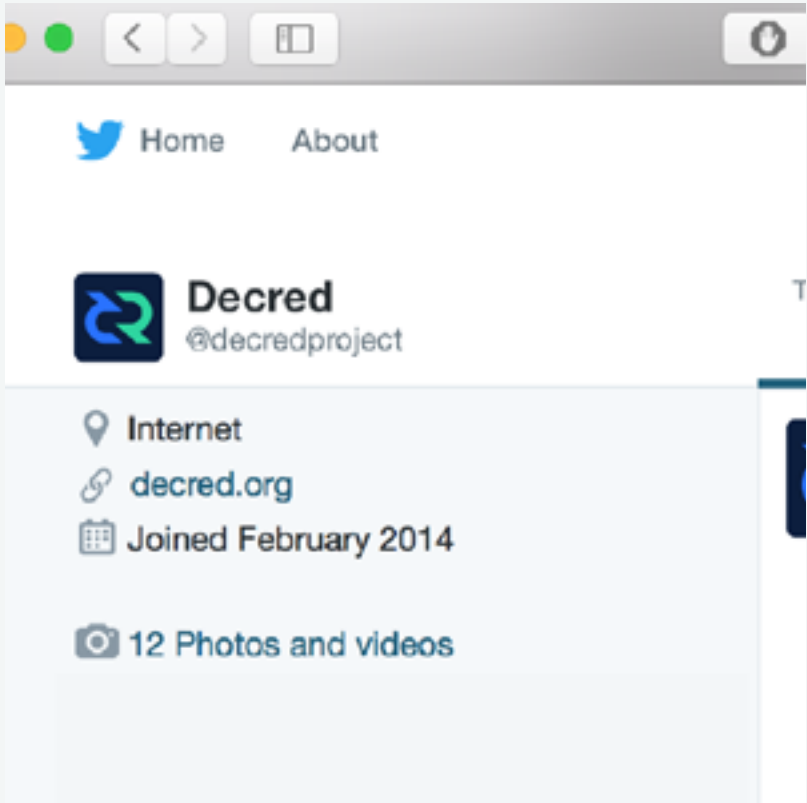 Home About
Decred
@decredproject
T
Internet
decred.org
Joined February 2014
12 Photos and videos